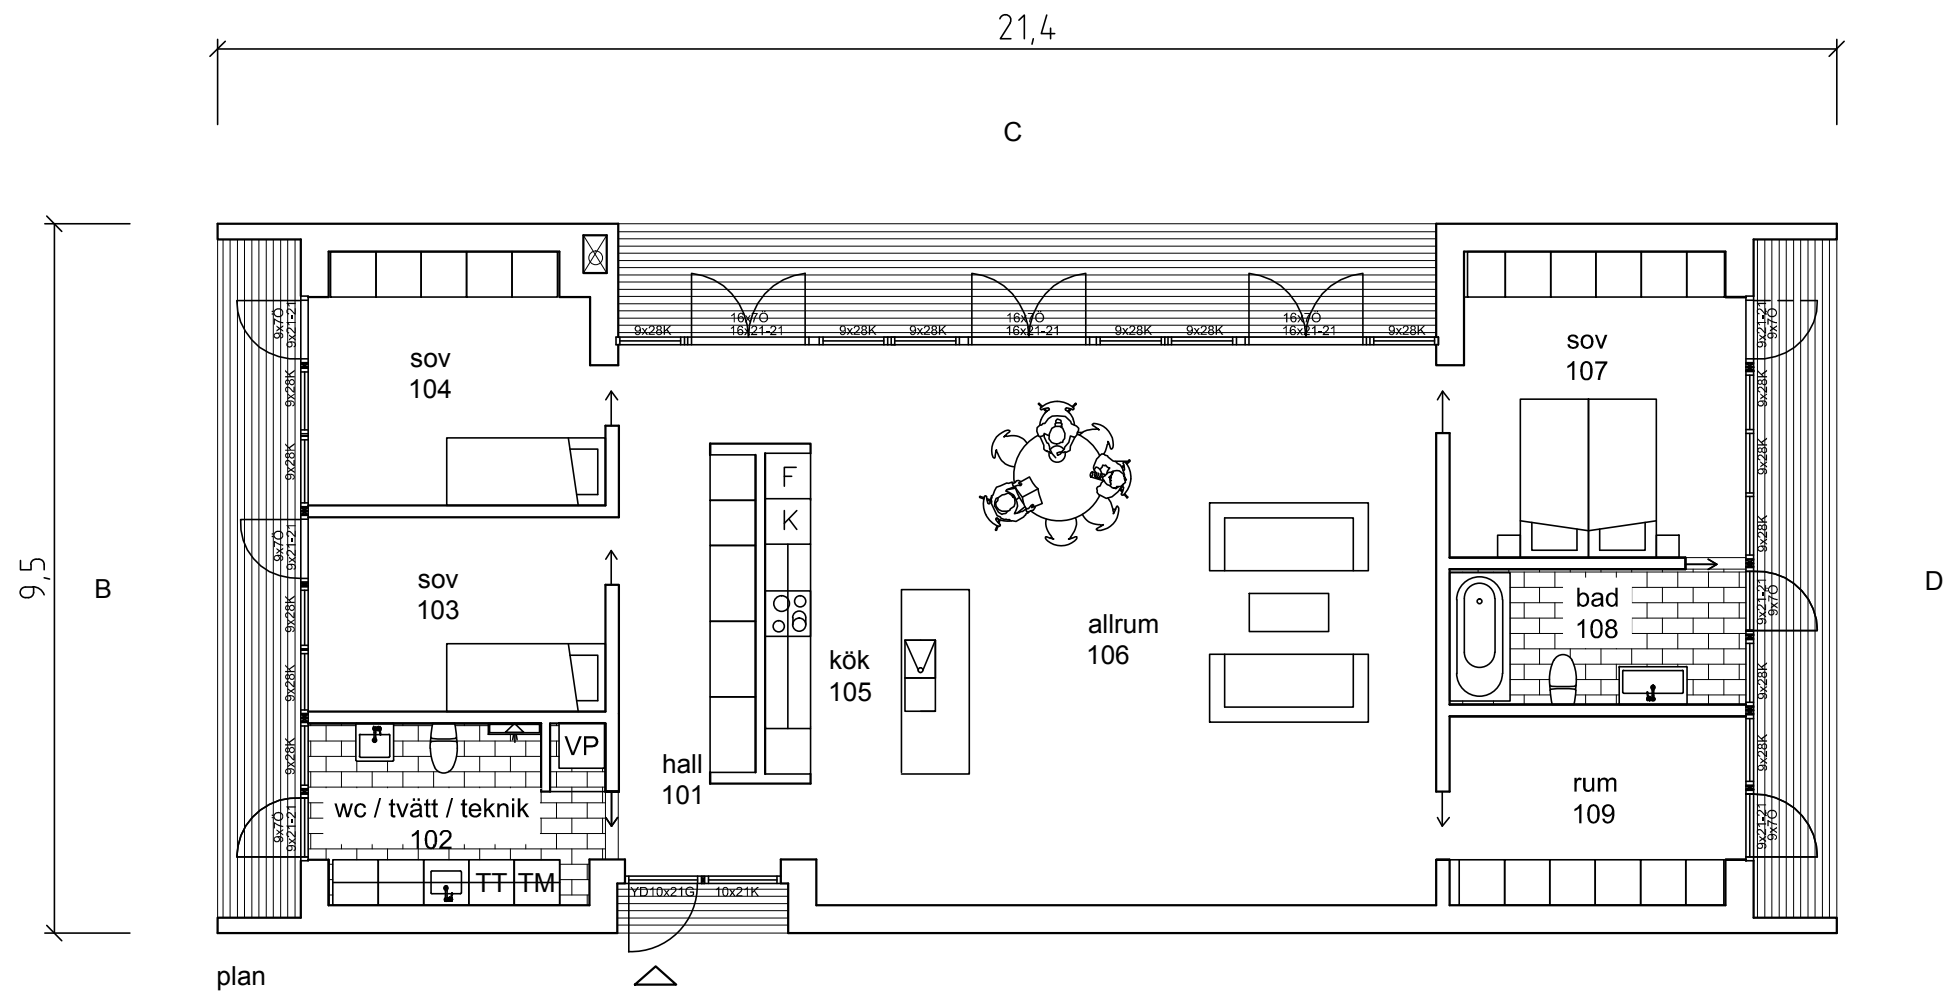 21,4
C
9x28K
16x7Ö
16x21-21
9x28K
9x28K
16x7Ö
16x21-21
9x28K
9x28K
16x7Ö
16x21-21
9x28K
9x7Ö
9x21-21
9x28K
9x28K
sov
104
sov
107
9x21-21
9x7Ö
9x28K
9x28K
9x28K
F
K
9,5
B
D
9x7Ö
9x21-21
9x28K
9x28K
sov
103
kök
105
allrum
106
bad
108
9x21-21
9x7Ö
9x28K
9x28K
VP
hall
101
wc / tvätt / teknik
102
9x28K
9x7Ö
9x21-21
TT
TM
rum
109
9x21-21
9x7Ö
YD10x21G
10x21K
plan